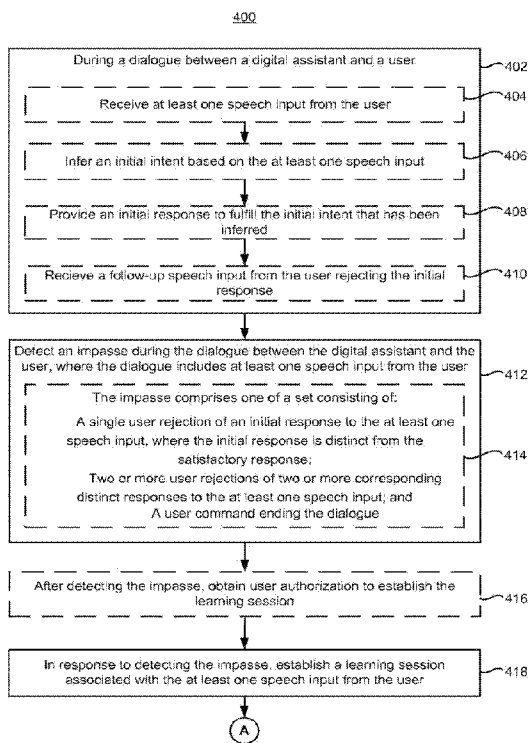 400
During a dialogue between a digital assistant and a user.
402
Receive at least one speech input from the user
404
Infer an initial intent based on the at least one speech input
406
Provide an initial response to fulfill the initial intent that has been
inferred
408
Recieve a follow-up speech input from the user rejecting the initial
response
410
Detect an impasse during the dialogue between the digital assistant and the
user, where the dialogue includes at least one speech input from the user
412
The impasse comprises one of a set consisting of:
A single user rejection of an initial response to the at least one
speech input, where the initial response is distinct from the
satisfactory response;
Two or more user rejections of two or more corresponding
distinct responses to the at least one speech input; and
A user command ending the dialogue
414
After detecting the impasse, obtain user authorization to establish the
learning session
416
In response to detecting the impasse, establish a learning session
associated with the at least one speech input from the user
418
A